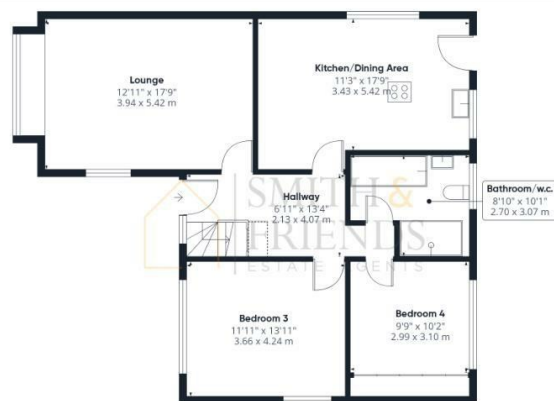 Lounge
12'11" x 17'9"
3.94 x 5.42 m
Kitchen/Dining Area
11'3" x 17'9"
3.43 x 5.42 m
Hallway
6'11" x 13'4"
2.13 x 4.07 m
Bathroom/w.c.
8'10" x 10'1"
2.70 x 3.07 m
SMITH &
FRIENDS
ESTATE AGENTS
Bedroom 3
11'11" x 13'11"
3.66 x 4.24 m
Bedroom 4
9'9" x 10'2"
2.99 x 3.10 m